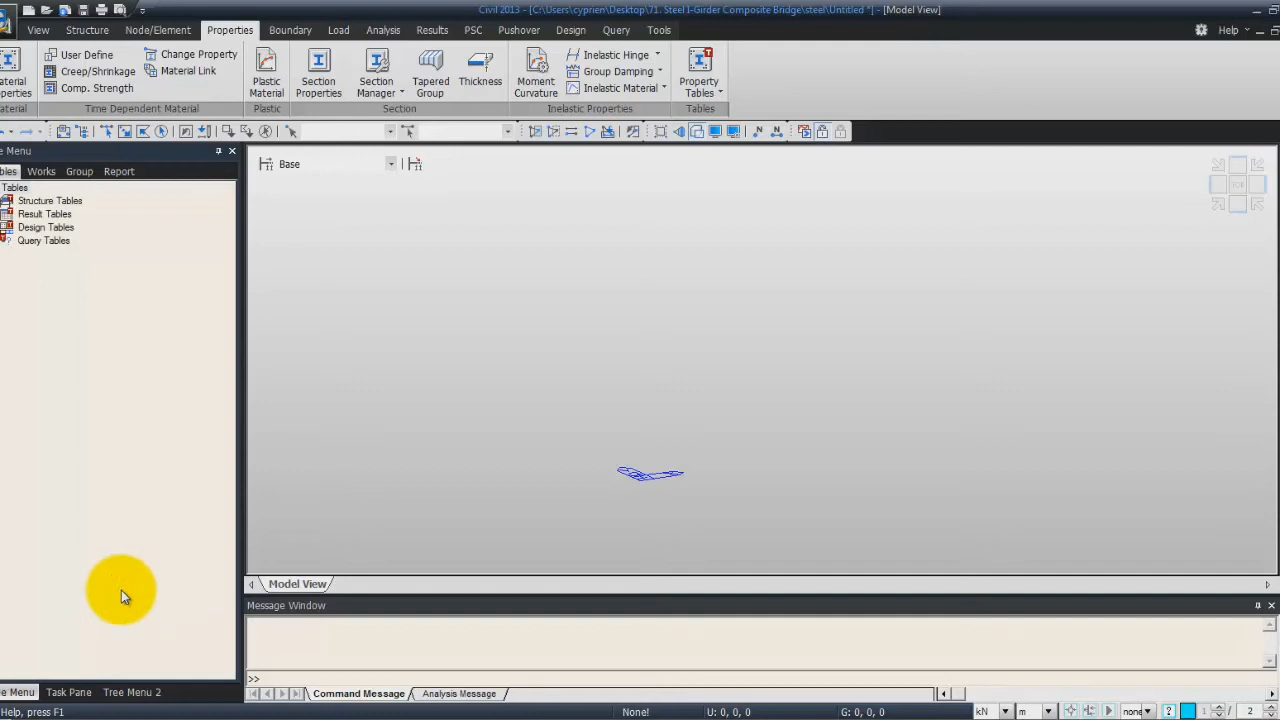 Civil 2013 - [C:\Users\cyprien\Desktop\71. Steel I-Girder Composite Bridge\steel\Untitled *] - [Model View]
View Structure Node/Element Properties Boundary Load Analysis Results PSC Pushover Design Query Tools Help
User Define Change Property
Creep/Shrinkage Material Link
Comp. Strength
Plastic Material
Section Properties
Section Manager
Tapered Group
Thickness
Moment Curvature
Inelastic Hinge
Group Damping
Inelastic Material
Property Tables
Time Dependent Material Plastic Section Inelastic Properties Tables
Menu
Works Group Report
Tables
Structure Tables
Result Tables
Design Tables
Query Tables
Base
TOP
Model View
Message Window
>>
Command Message Analysis Message
Menu Task Pane Tree Menu 2
Help, press F1 None! U: 0, 0, 0 G: 0, 0, 0 kN m none 1 / 2